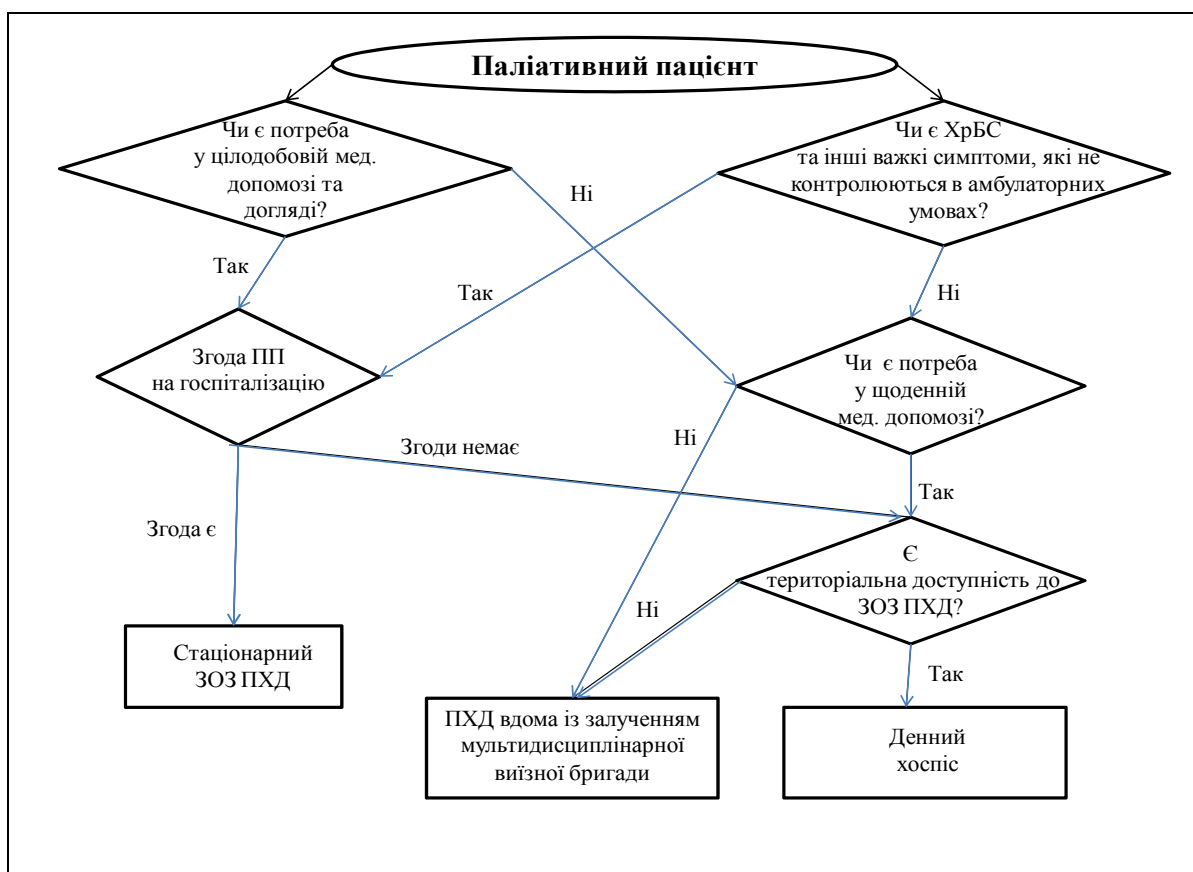 Паліативний пацієнт
Чи є потреба
у цілодобовій мед.
допомозі та
догляді?
Чи є ХрБС
та інші важкі симптоми, які не
контролюються в амбулаторних
умовах?
Ні
Так
Так
Ні
Згода ПП
на госпіталізацію
Чи є потреба
у щоденній
мед. допомозі?
Згоди немає
Ні
Так
Згода є
Є
територіальна доступність до
ЗОЗ ПХД?
Ні
Так
Стаціонарний
ЗОЗ ПХД
ПХД вдома із залученням
мультидисциплінарної
виїзної бригади
Денний
хоспіс